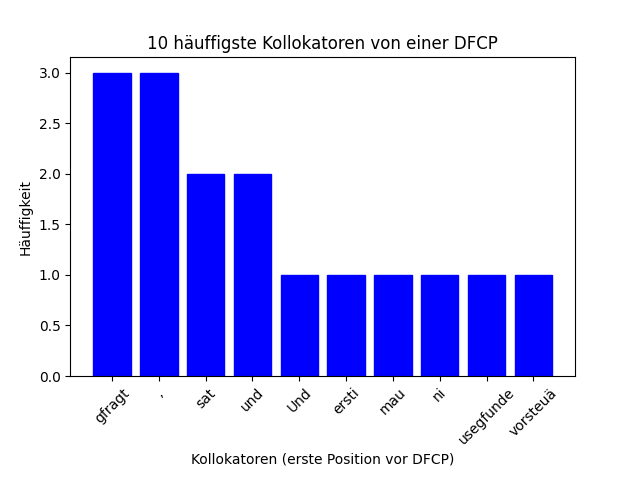 10 häuffigste Kollokatoren von einer DFCP
Häuffigkeit
3.0
2.5
2.0
1.5
1.0
0.5
0.0
gfragt
,
sat
und
Und
ersti
mau
ni
usegfunde
vorsteuä
Kollokatoren (erste Position vor DFCP)